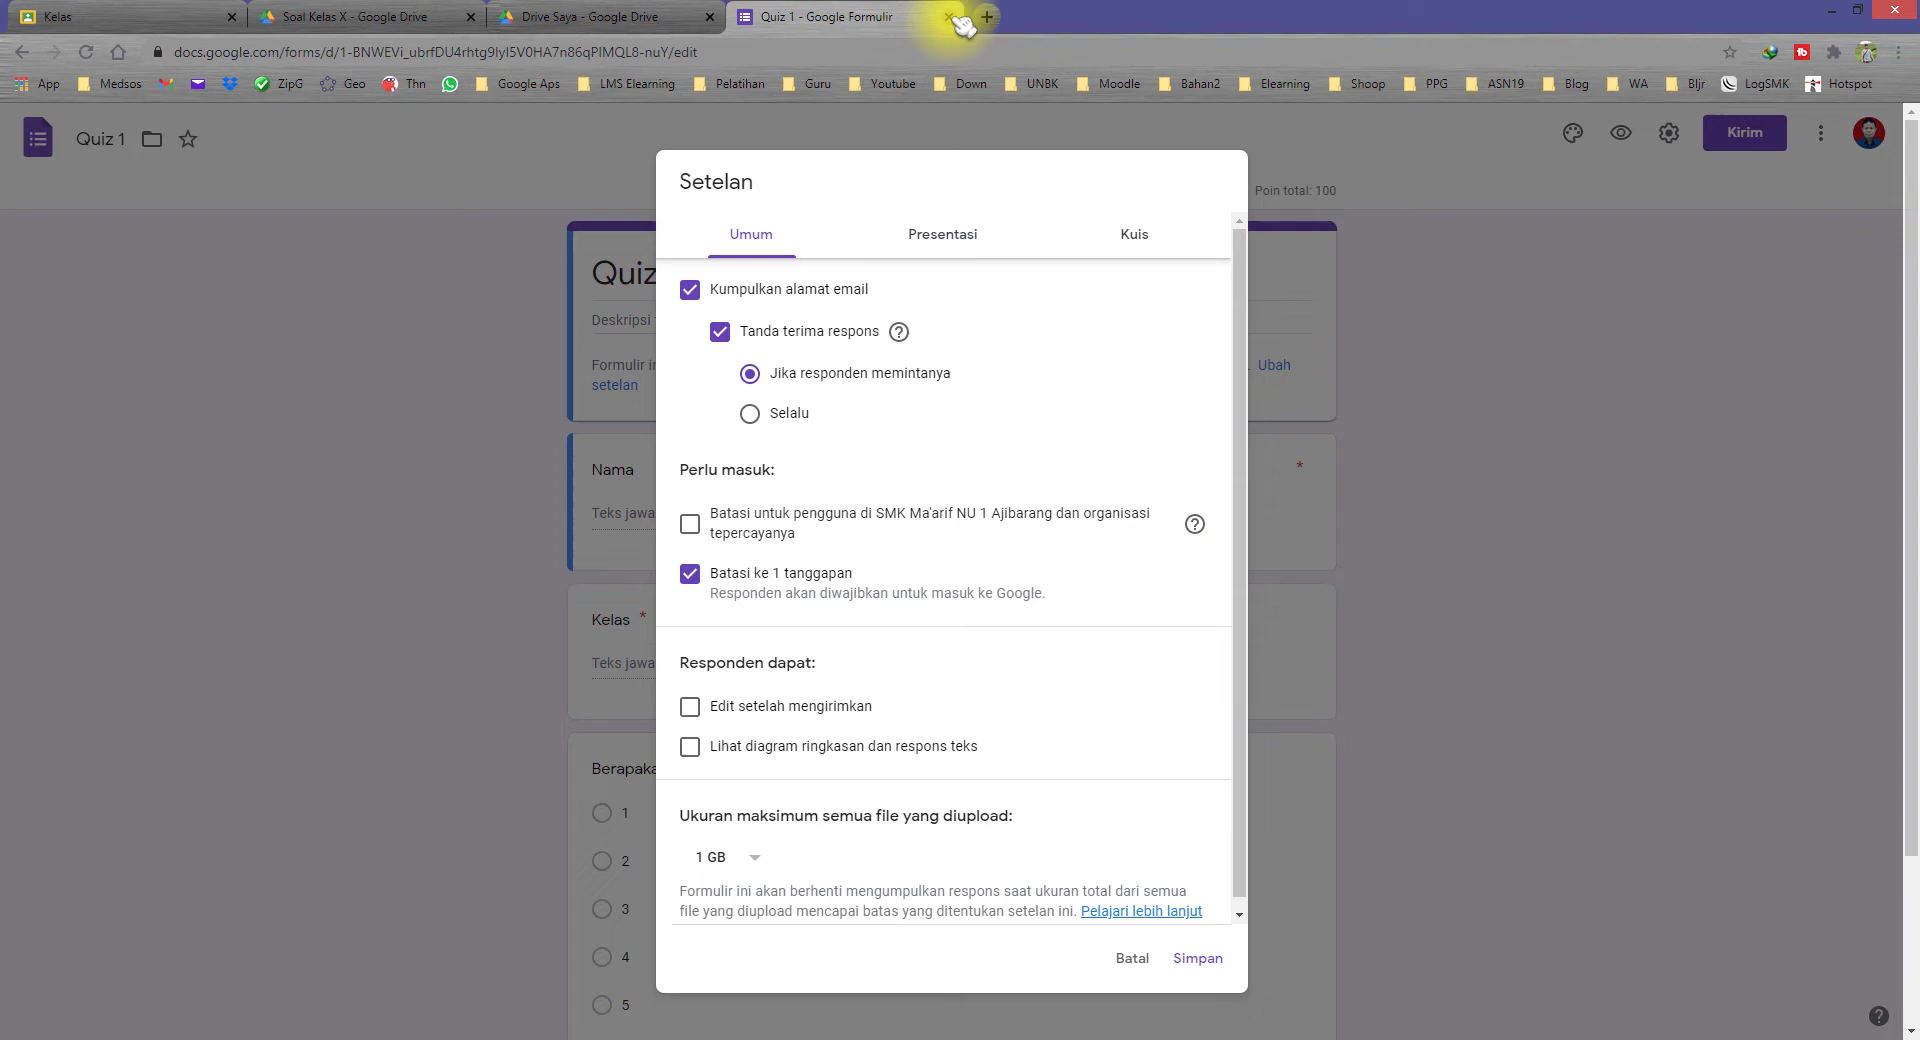 Kelas
Soal Kelas X - Google Drive
Drive Saya - Google Drive
Quiz 1 - Google Formulir
docs.google.com/forms/d/1-BNWEVi_ubrfDU4rhtg9IyI5V0HA7n86qPIMQL8-nuY/edit
App Medsos ZipG Geo Thn Google Aps LMS Elearning Pelatihan Guru Youtube Down UNBK Moodle Bahan2 Elearning Shoop PPG ASN19 Blog WA Bljr LogSMK Hotspot
Quiz 1
Kirim
Poin total: 100
Setelan
Umum Presentasi Kuis
Quiz
Deskripsi
Formulir in
Ubah
setelan
Kumpulkan alamat email
Tanda terima respons
Jika responden memintanya
Selalu
Perlu masuk:
Nama *
Teks jawa
Batasi untuk pengguna di SMK Ma'arif NU 1 Ajibarang dan organisasi
tepercayanya
Batasi ke 1 tanggapan
Responden akan diwajibkan untuk masuk ke Google.
Kelas *
Teks jawa
Responden dapat:
Edit setelah mengirimkan
Lihat diagram ringkasan dan respons teks
Berapaka
1
2
3
4
5
Ukuran maksimum semua file yang diupload:
1 GB
Formulir ini akan berhenti mengumpulkan respons saat ukuran total dari semua
file yang diupload mencapai batas yang ditentukan setelan ini. Pelajari lebih lanjut
Batal Simpan